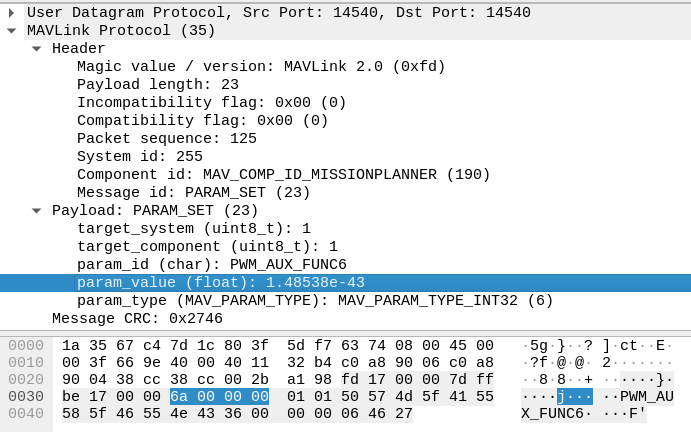 User Datagram Protocol, Src Port: 14540, Dst Port: 14540
MAVLink Protocol (35)
Header
Magic value / version: MAVLink 2.0 (0xfd)
Payload length: 23
Incompatibility flag: 0x00 (0)
Compatibility flag: 0x00 (0)
Packet sequence: 125
System id: 255
Component id: MAV_COMP_ID_MISSIONPLANNER (190)
Message id: PARAM_SET (23)
Payload: PARAM_SET (23)
target_system (uint8_t): 1
target_component (uint8_t): 1
param_id (char): PWM_AUX_FUNC6
param_value (float): 1.48538e-43
param_type (MAV_PARAM_TYPE): MAV_PARAM_TYPE_INT32 (6)
Message CRC: 0x2746
0000 1a 35 67 c4 7d 1c 80 3f 5d f7 63 74 08 00 45 00 ·5g·}··?]·ct··E·
0010 00 3f 66 9e 40 00 40 11 32 b4 c0 a8 90 06 c0 a8 ·?f·@·@·2·······
0020 90 04 38 cc 38 cc 00 2b a1 98 fd 17 00 00 7d ff ··8·8··+······}·
0030 be 17 00 00 6a 00 00 00 01 01 50 57 4d 5f 41 55 ····j·····PWM_AU
0040 58 5f 46 55 4e 43 36 00 00 00 06 46 27 X_FUNC6····F'